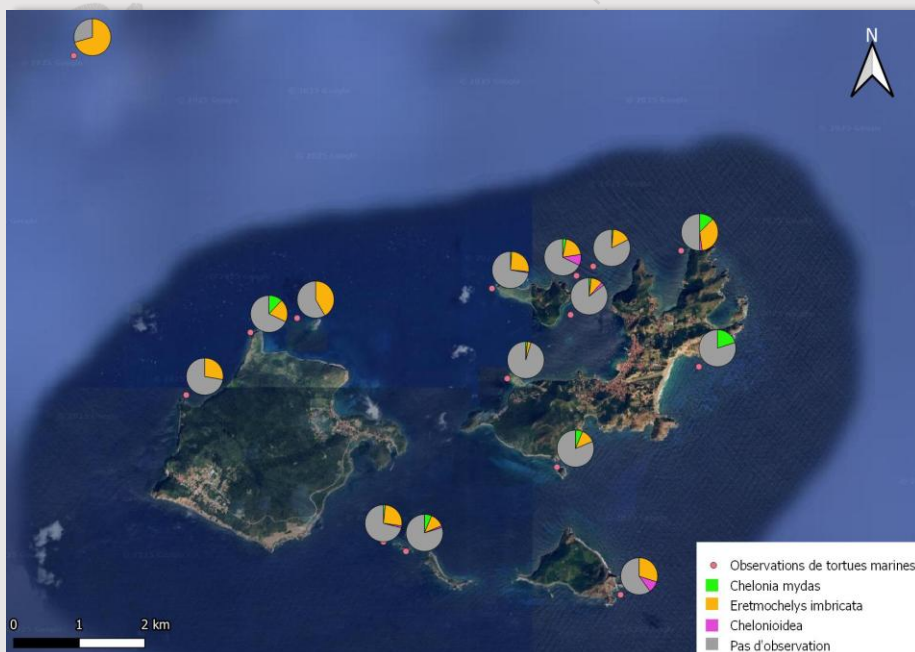 N
0 1 2 km
Observations de tortues marines
Chelonia mydas
Eretmochelys imbricata
Chelonioidea
Pas d'observation